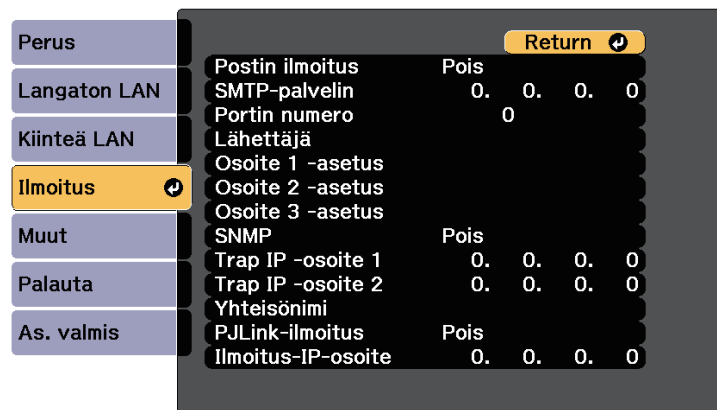 Perus
Langaton LAN
Kiinteä LAN
Ilmoitus
Muut
Palauta
As. valmis
Return
Postin ilmoitus Pois
SMTP-palvelin 0. 0. 0. 0
Portin numero 0
Lähettäjä
Osoite 1 -asetus
Osoite 2 -asetus
Osoite 3 -asetus
SNMP Pois
Trap IP -osoite 1 0. 0. 0. 0
Trap IP -osoite 2 0. 0. 0. 0
Yhteisönimi
PJLink-ilmoitus Pois
Ilmoitus-IP-osoite 0. 0. 0. 0